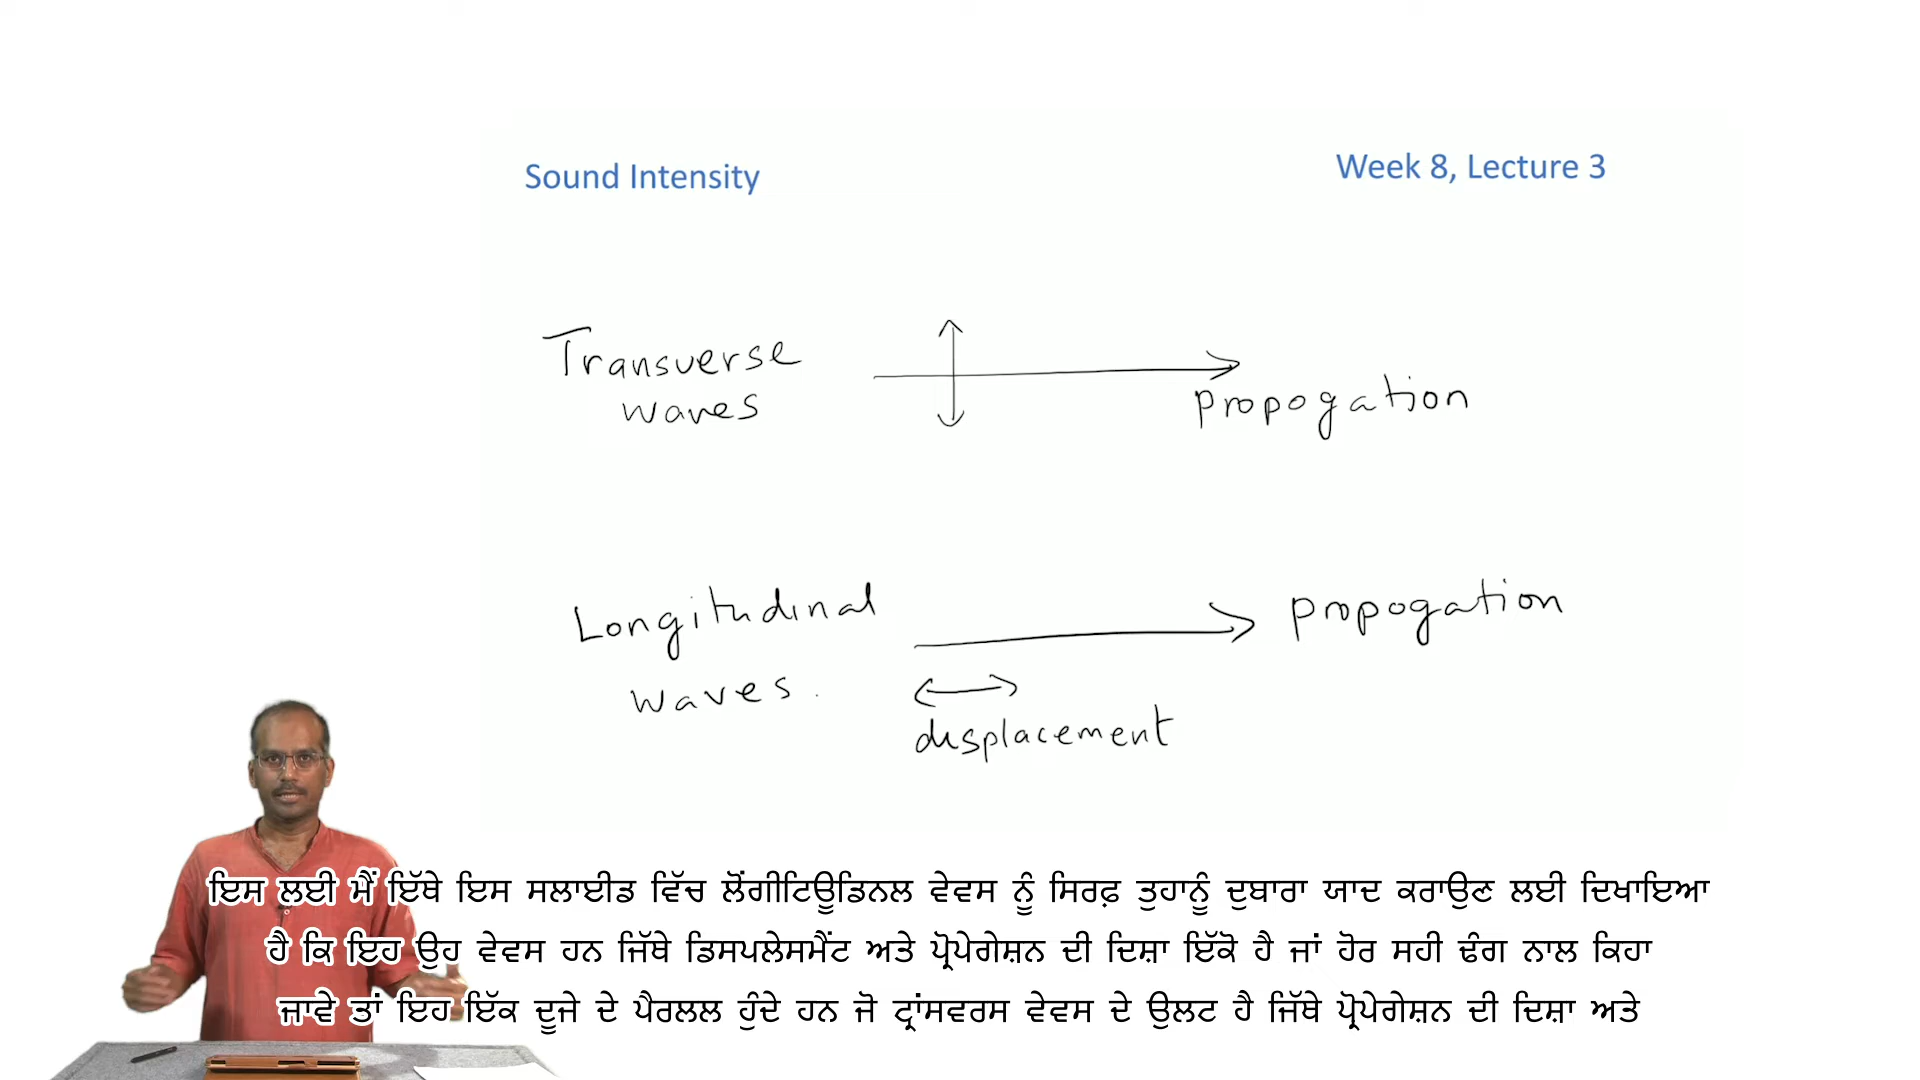 Sound Intensity
Week 8, Lecture 3
Transverse
waves
propogation
Longitudinal
waves.
propogation
displacement
ਇਸ ਲਈ ਮੈਂ ਇੱਥੇ ਇਸ ਸਲਾਈਡ ਵਿੱਚ ਲੋਂਗੀਟਿਊਡਿਨਲ ਵੇਵਸ ਨੂੰ ਸਿਰਫ਼ ਤੁਹਾਨੂੰ ਦੁਬਾਰਾ ਯਾਦ ਕਰਾਉਣ ਲਈ ਦਿਖਾਇਆ
ਹੈ ਕਿ ਇਹ ਉਹ ਵੇਵਸ ਹਨ ਜਿੱਥੇ ਡਿਸਪਲੇਸਮੈਂਟ ਅਤੇ ਪ੍ਰੋਪੇਗੇਸ਼ਨ ਦੀ ਦਿਸ਼ਾ ਇੱਕੋ ਹੈ ਜਾਂ ਹੋਰ ਸਹੀ ਢੰਗ ਨਾਲ ਕਿਹਾ
ਜਾਵੇ ਤਾਂ ਇਹ ਇੱਕ ਦੂਜੇ ਦੇ ਪੈਰਲਲ ਹੁੰਦੇ ਹਨ ਜੋ ਟ੍ਰਾਂਸਵਰਸ ਵੇਵਸ ਦੇ ਉਲਟ ਹੈ ਜਿੱਥੇ ਪ੍ਰੋਪੇਗੇਸ਼ਨ ਦੀ ਦਿਸ਼ਾ ਅਤੇ